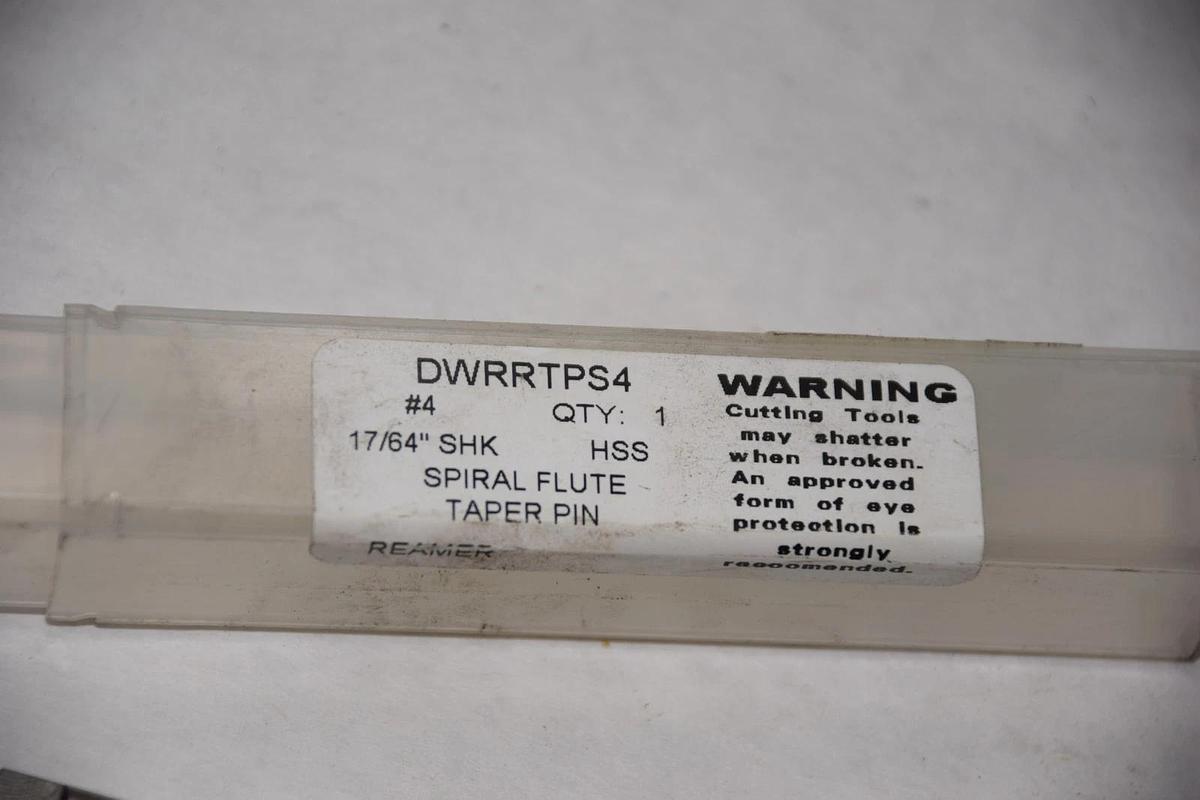 DWRRTPS4
#4 QTY: 1
17/64" SHK HSS
SPIRAL FLUTE
TAPER PIN
REAMER
WARNING
Cutting Tools
may shatter
when broken.
An approved
form of eye
protection is
strongly
raccomended.